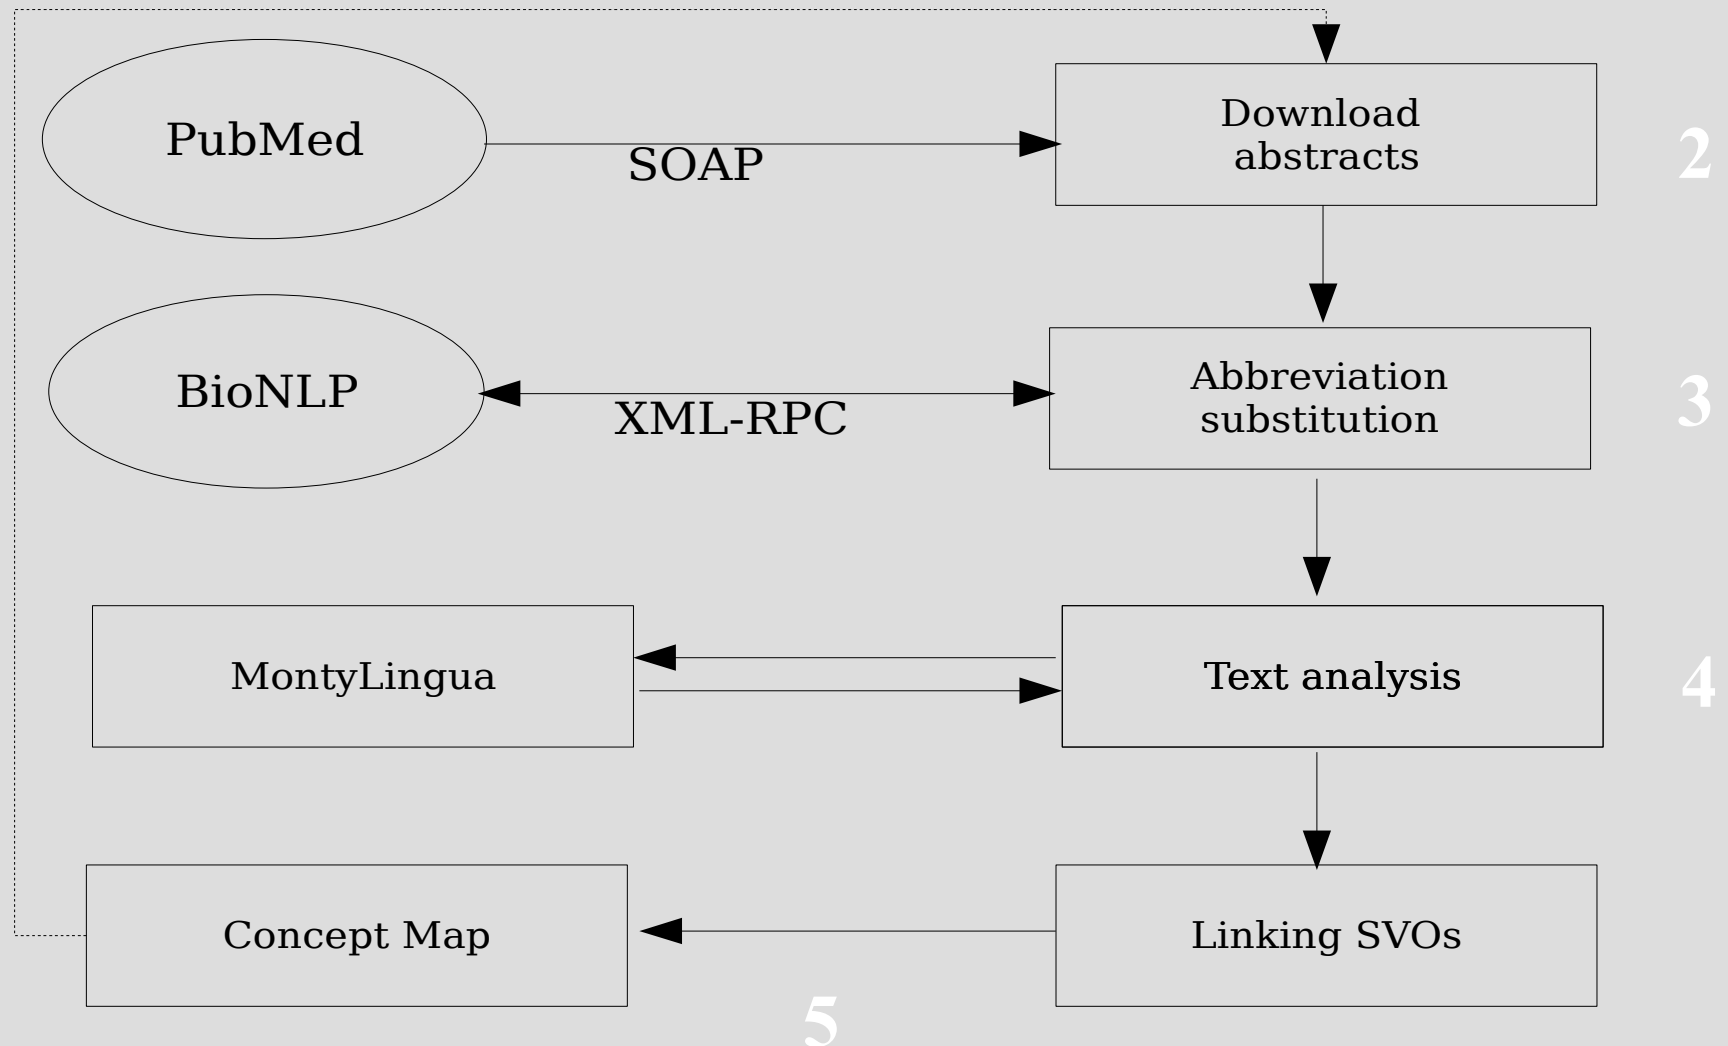 PubMed
SOAP
Download
abstracts
2
BioNLP
XML-RPC
Abbreviation
substitution
3
MontyLingua
Text analysis
4
Concept Map
Linking SVOs
5